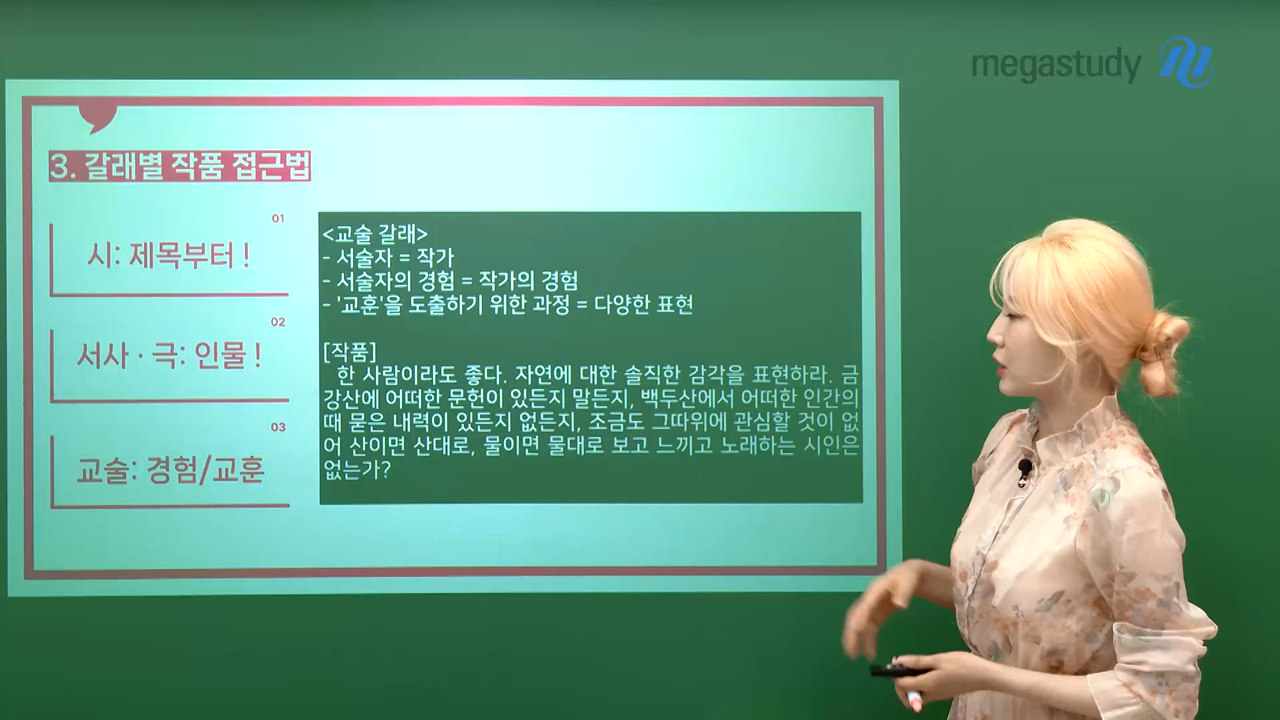 megastudy
3. 갈래별 작품 접근법
01
시: 제목부터 !
02
서사 · 극: 인물 !
03
교술: 경험/교훈
<교술 갈래>
- 서술자 = 작가
- 서술자의 경험 = 작가의 경험
- '교훈'을 도출하기 위한 과정 = 다양한 표현
[작품]
한 사람이라도 좋다. 자연에 대한 솔직한 감각을 표현하라. 금
강산에 어떠한 문헌이 있든지 말든지, 백두산에서 어떠한 인간의
때 묻은 내력이 있든지 없든지, 조금도 그따위에 관심할 것이 없
어 산이면 산대로, 물이면 물대로 보고 느끼고 노래하는 시인은
없는가?